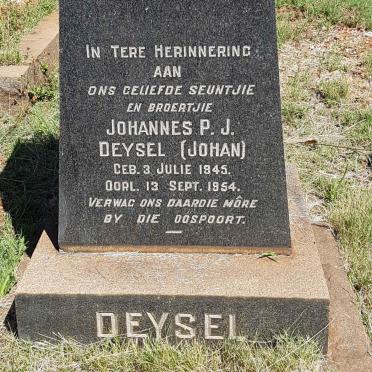 IN TERE HERINNERING
AAN
ONS GELIEFDE SEUNTJIE
EN BROERTJIE
JOHANNES P. J.
DEYSEL (JOHAN)
GEB. 3 JULIE 1945.
OORL. 13 SEPT. 1954.
VERWAG ONS DAARDIE MÔRE
BY DIE OOSPOORT.
DEYSEL